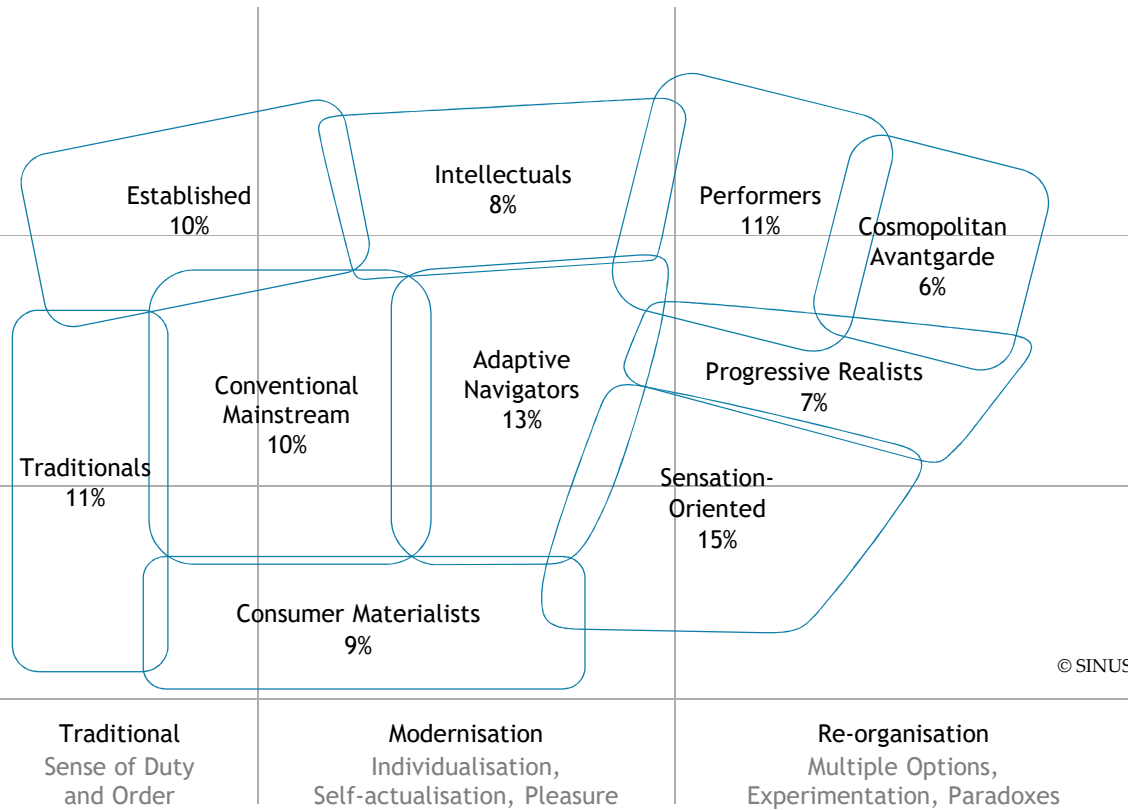 Established
10%
Intellectuals
8%
Performers
11%
Cosmopolitan
Avantgarde
6%
Traditionals
11%
Conventional
Mainstream
10%
Adaptive
Navigators
13%
Progressive Realists
7%
Sensation-
Oriented
15%
Consumer Materialists
9%
© SINUS
Traditional
Sense of Duty
and Order
Modernisation
Individualisation,
Self-actualisation, Pleasure
Re-organisation
Multiple Options,
Experimentation, Paradoxes